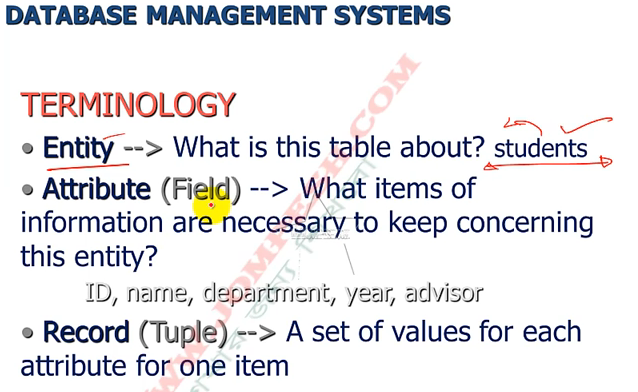 DATABASE MANAGEMENT SYSTEMS
TERMINOLOGY
• Entity --> What is this table about? students
• Attribute (Field) --> What items of
information are necessary to keep concerning
this entity?
ID, name, department, year, advisor
• Record (Tuple) --> A set of values for each
attribute for one item